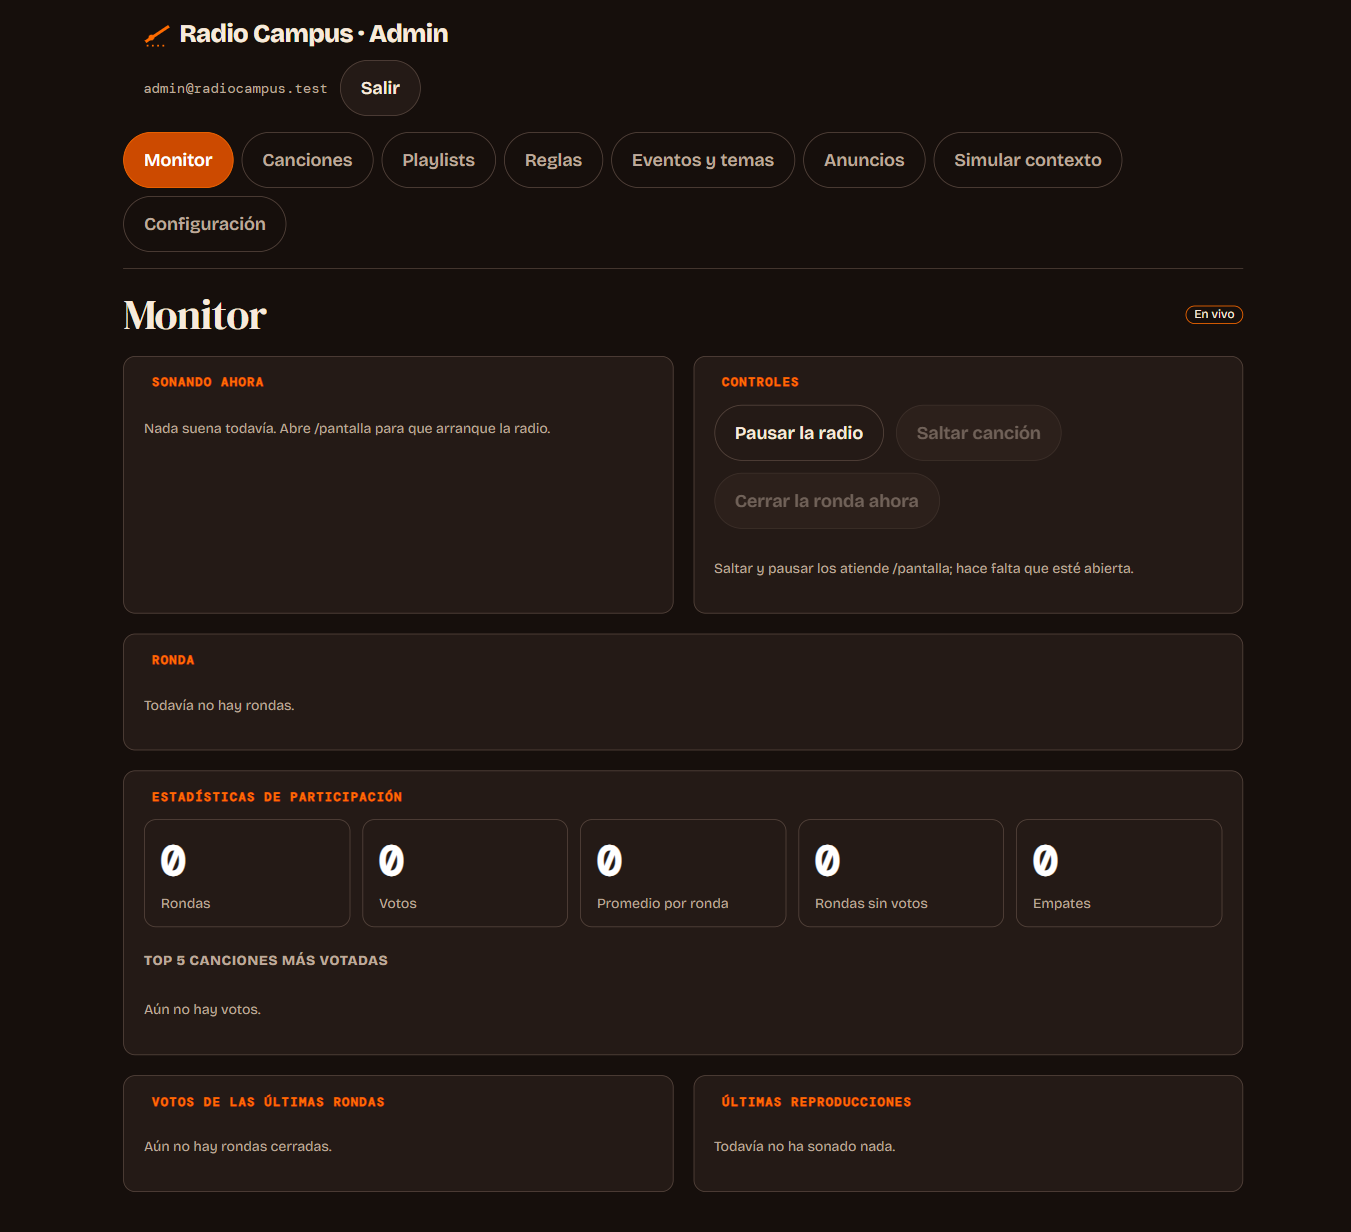 Radio Campus · Admin
admin@radiocampus.test
Salir
Monitor
Canciones
Playlists
Reglas
Eventos y temas
Anuncios
Simular contexto
Configuración
Monitor
En vivo
SONANDO AHORA
Nada suena todavía. Abre /pantalla para que arranque la radio.
CONTROLES
Pausar la radio
Saltar canción
Cerrar la ronda ahora
Saltar y pausar los atiende /pantalla; hace falta que esté abierta.
RONDA
Todavía no hay rondas.
ESTADÍSTICAS DE PARTICIPACIÓN
0
Rondas
0
Votos
0
Promedio por ronda
0
Rondas sin votos
0
Empates
TOP 5 CANCIONES MÁS VOTADAS
Aún no hay votos.
VOTOS DE LAS ÚLTIMAS RONDAS
Aún no hay rondas cerradas.
ÚLTIMAS REPRODUCCIONES
Todavía no ha sonado nada.